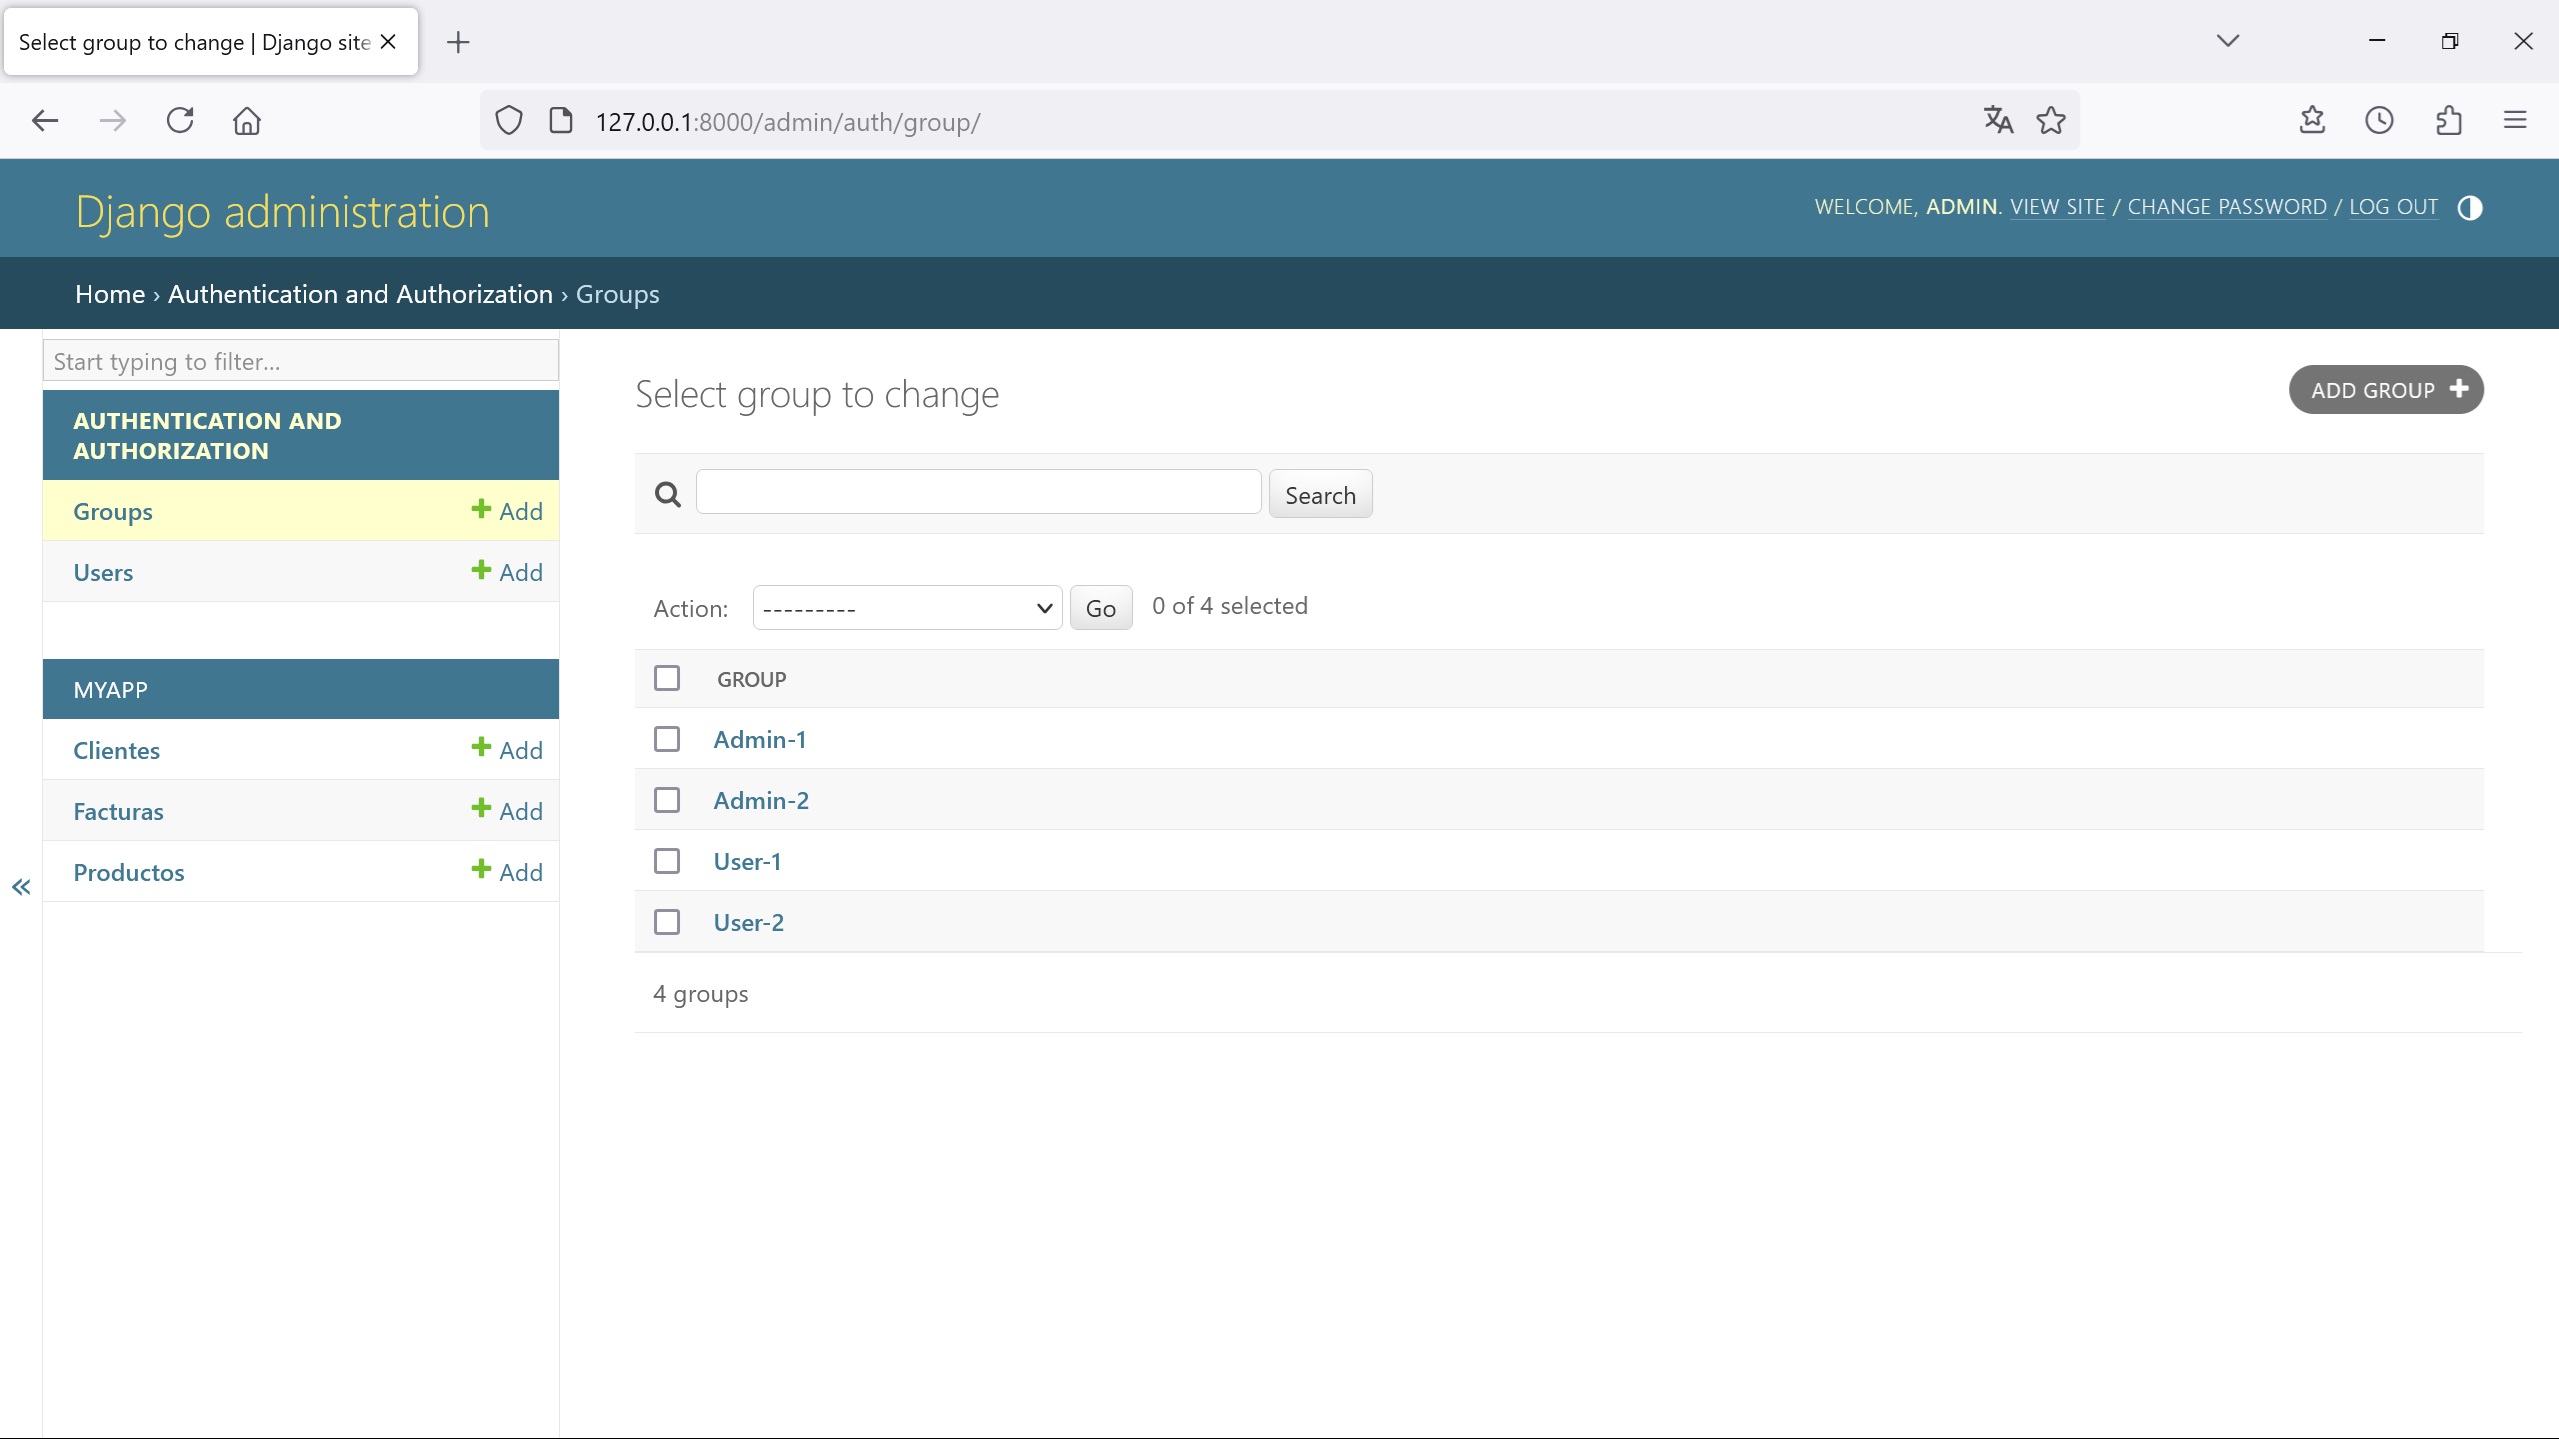 Select group to change | Django site
127.0.0.1:8000/admin/auth/group/
Django administration
WELCOME, ADMIN. VIEW SITE / CHANGE PASSWORD / LOG OUT
Home › Authentication and Authorization › Groups
Start typing to filter...
AUTHENTICATION AND
AUTHORIZATION
Groups + Add
Users + Add
MYAPP
Clientes + Add
Facturas + Add
Productos + Add
«
Select group to change
ADD GROUP +
Search
Action: --------- Go 0 of 4 selected
GROUP
Admin-1
Admin-2
User-1
User-2
4 groups